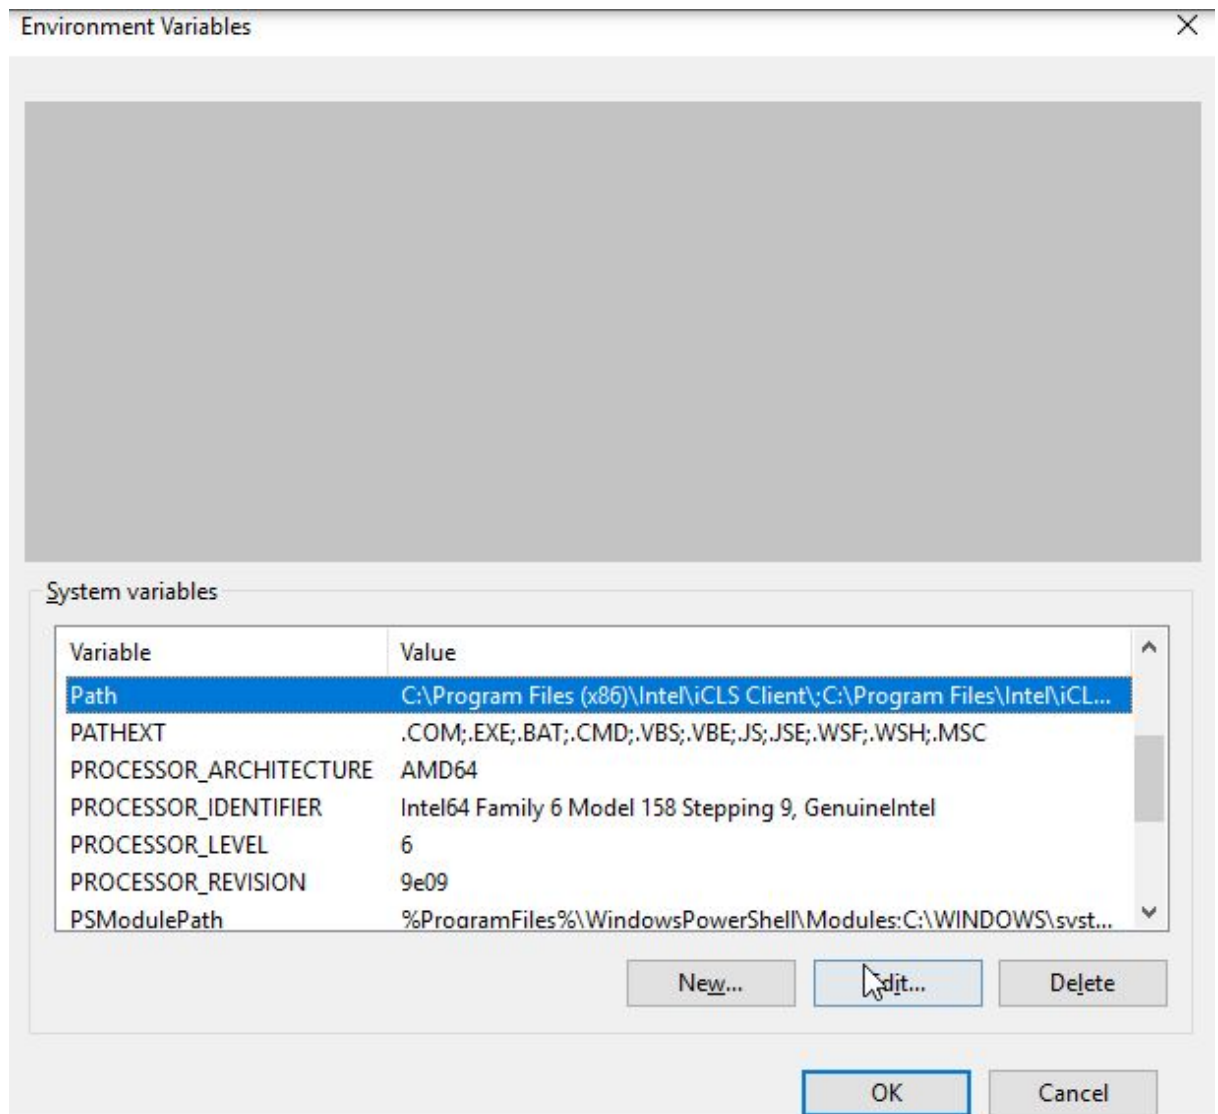 Environment Variables
System variables
Variable Value
Path C:\Program Files (x86)\Intel\iCLS Client\;C:\Program Files\Intel\iCL...
PATHEXT .COM;.EXE;.BAT;.CMD;.VBS;.VBE;.JS;.JSE;.WSF;.WSH;.MSC
PROCESSOR_ARCHITECTURE AMD64
PROCESSOR_IDENTIFIER Intel64 Family 6 Model 158 Stepping 9, GenuineIntel
PROCESSOR_LEVEL 6
PROCESSOR_REVISION 9e09
PSModulePath %ProgramFiles%\WindowsPowerShell\Modules;C:\WINDOWS\syst...
New... Edit... Delete
OK Cancel